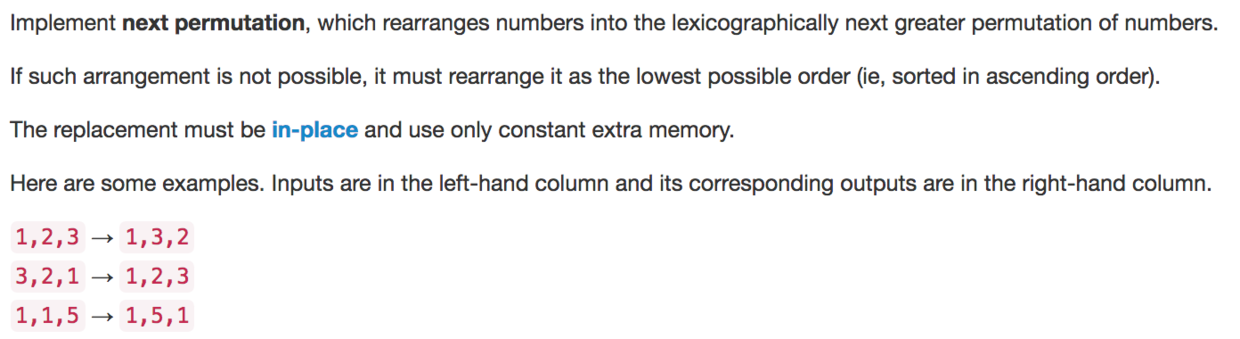 Implement next permutation, which rearranges numbers into the lexicographically next greater permutation of numbers.
If such arrangement is not possible, it must rearrange it as the lowest possible order (ie, sorted in ascending order).
The replacement must be in-place and use only constant extra memory.
Here are some examples. Inputs are in the left-hand column and its corresponding outputs are in the right-hand column.
1,2,3 → 1,3,2
3,2,1 → 1,2,3
1,1,5 → 1,5,1